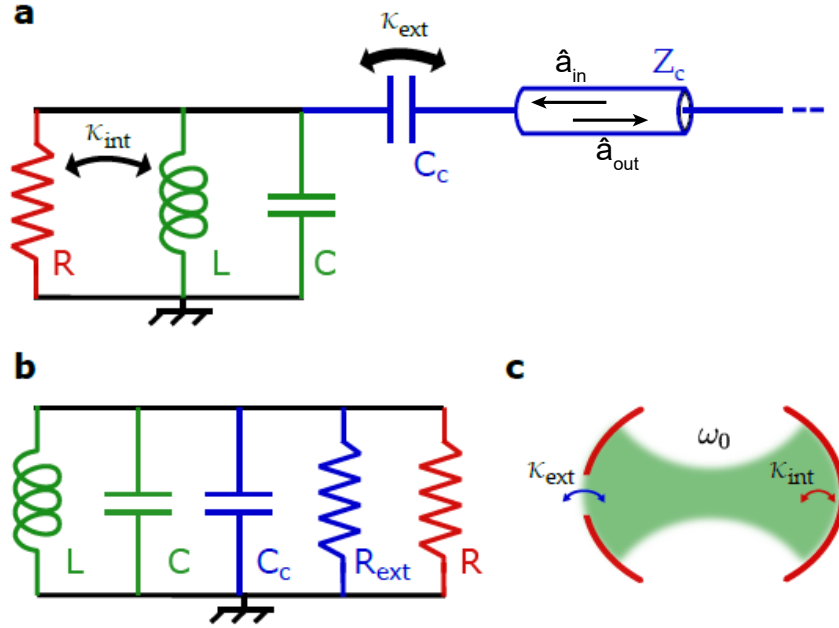 a
κext
âin
Zc
κint
âout
Cc
R
L
C
b
c
ω0
κext
κint
L
C
Cc
Rext
R